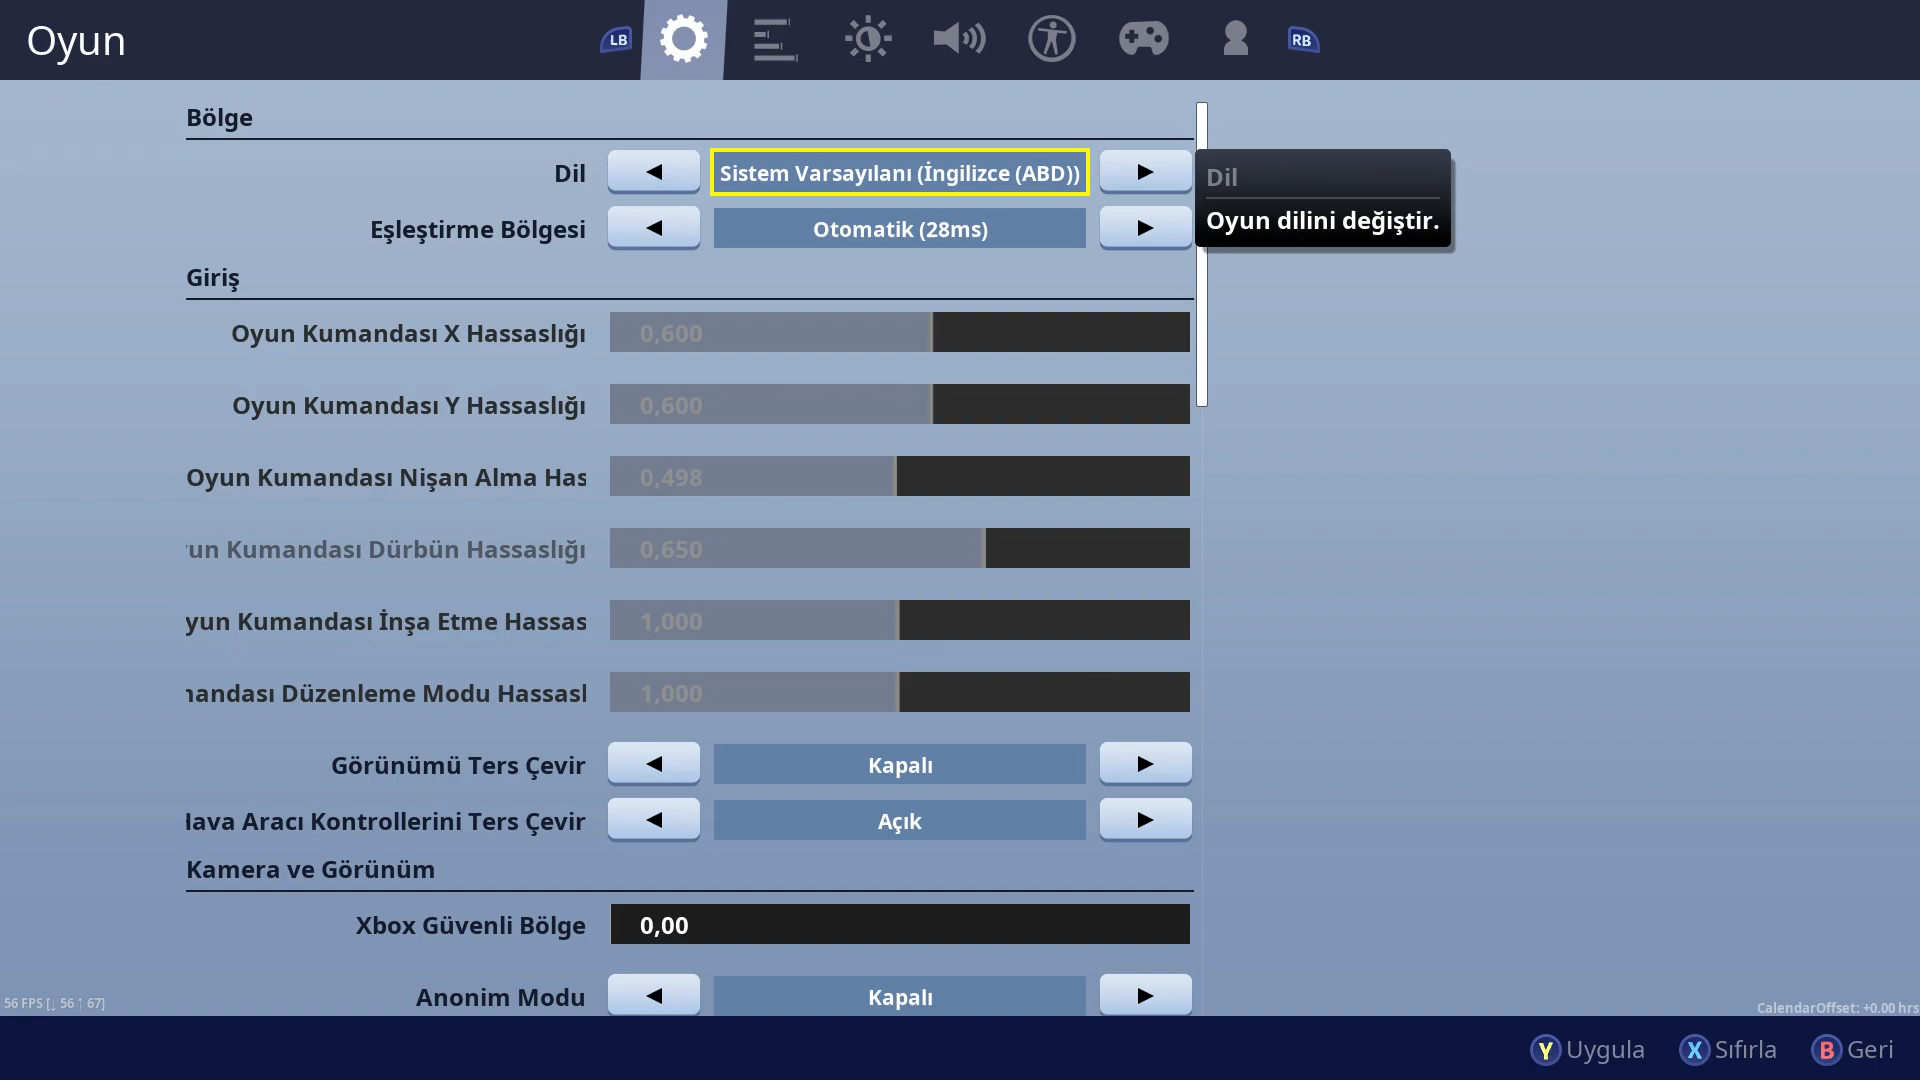 Oyun
LB
RB
Bölge
Dil
Sistem Varsayılanı (İngilizce (ABD))
Dil
Oyun dilini değiştir.
Eşleştirme Bölgesi
Otomatik (28ms)
Giriş
Oyun Kumandası X Hassaslığı
0,600
Oyun Kumandası Y Hassaslığı
0,600
Oyun Kumandası Nişan Alma Has
0,498
yun Kumandası Dürbün Hassaslığı
0,650
yun Kumandası İnşa Etme Hassas
1,000
mandası Düzenleme Modu Hassasl
1,000
Görünümü Ters Çevir
Kapalı
Hava Aracı Kontrollerini Ters Çevir
Açık
Kamera ve Görünüm
Xbox Güvenli Bölge
0,00
Anonim Modu
Kapalı
56 FPS [↓ 56 ↑ 67]
CalendarOffset: +0.00 hrs
Y Uygula
X Sıfırla
B Geri